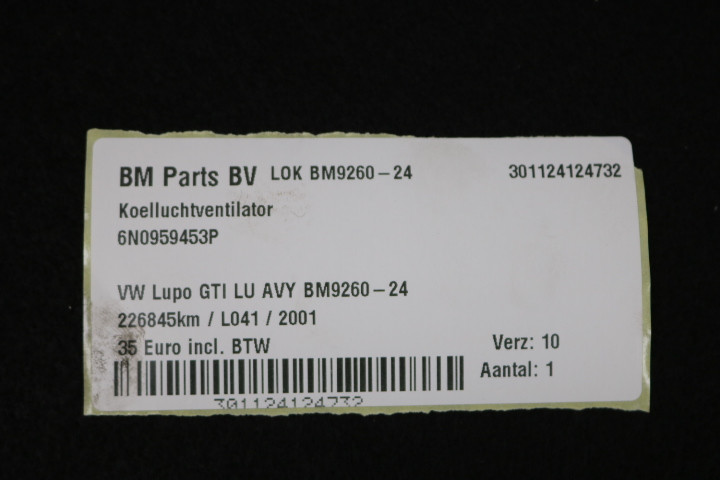 BM Parts BV LOK BM9260-24 301124124732
Koelluchtventilator
6N0959453P
VW Lupo GTI LU AVY BM9260-24
226845km / L041 / 2001
35 Euro incl. BTW Verz: 10
Aantal: 1
301124124732